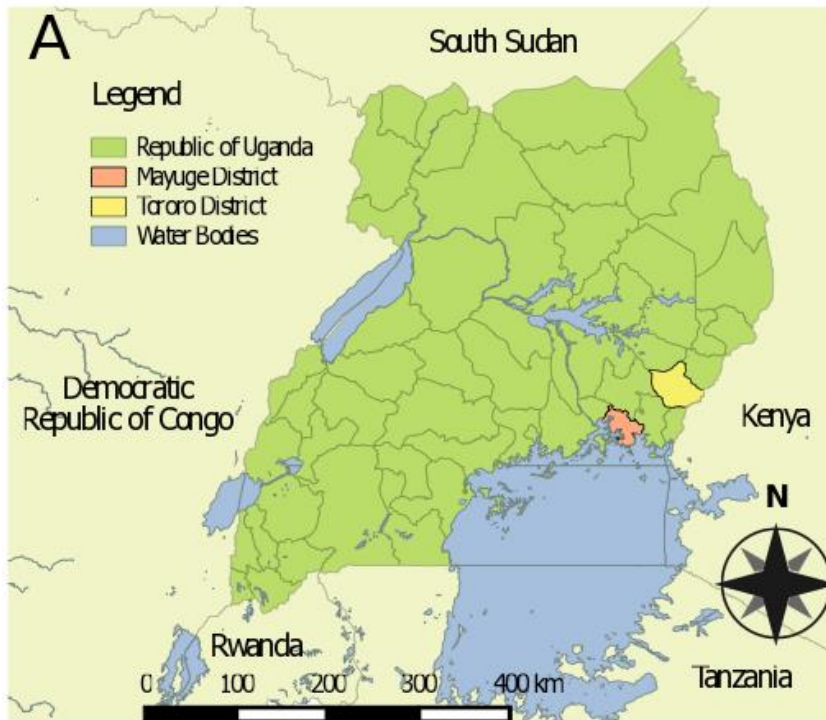 A
South Sudan
Legend
Republic of Uganda
Mayuge District
Tororo District
Water Bodies
Democratic
Republic of Congo
Kenya
N
Rwanda
Tanzania
0 100 200 300 400 km